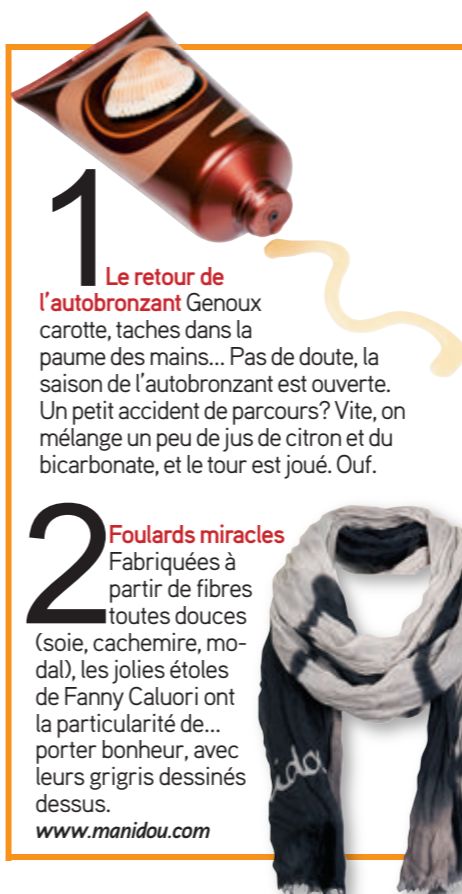 1
Le retour de
l'autobronzant Genoux
carotte, taches dans la
paume des mains... Pas de doute, la
saison de l'autobronzant est ouverte.
Un petit accident de parcours? Vite, on
mélange un peu de jus de citron et du
bicarbonate, et le tour est joué. Ouf.
2
Foulards miracles
Fabriquées à
partir de fibres
toutes douces
(soie, cachemire, mo-
dal), les jolies étoles
de Fanny Caluori ont
la particularité de...
porter bonheur, avec
leurs grigris dessinés
dessus.
www.manidou.com